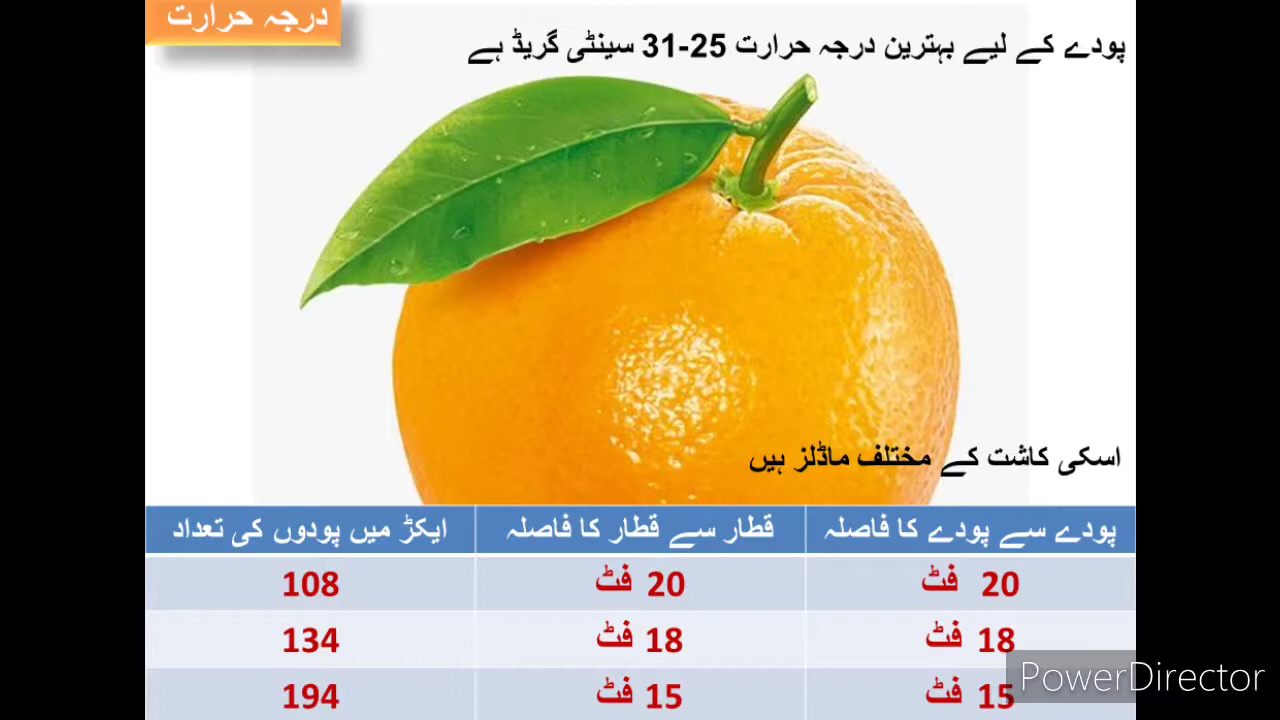 درجہ حرارت
پودے کے لیے بہترین درجہ حرارت 25-31 سینٹی گریڈ ہے
اسکی کاشت کے مختلف ماڈلز ہیں
پودے سے پودے کا فاصلہ قطار سے قطار کا فاصلہ ایکڑ میں پودوں کی تعداد
20 فٹ 20 فٹ 108
18 فٹ 18 فٹ 134
15 فٹ 15 فٹ 194
PowerDirector